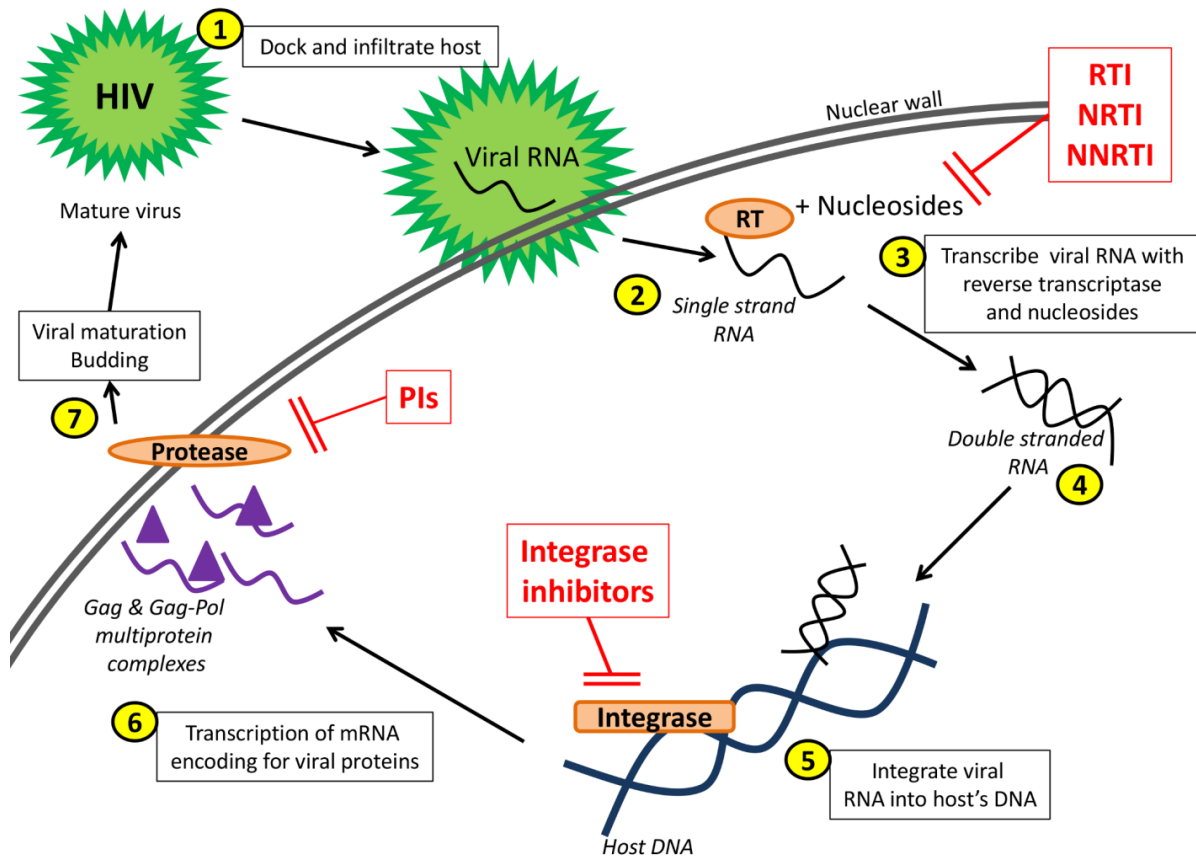 1
Dock and infiltrate host
HIV
Mature virus
Viral RNA
Nuclear wall
RTI
NRTI
NNRTI
RT
+ Nucleosides
2
Single strand
RNA
3
Transcribe viral RNA with
reverse transcriptase
and nucleosides
Double stranded
RNA
4
Viral maturation
Budding
7
PIs
Protease
Gag & Gag-Pol
multiprotein
complexes
Integrase
inhibitors
Integrase
6
Transcription of mRNA
encoding for viral proteins
5
Integrate viral
RNA into host's DNA
Host DNA